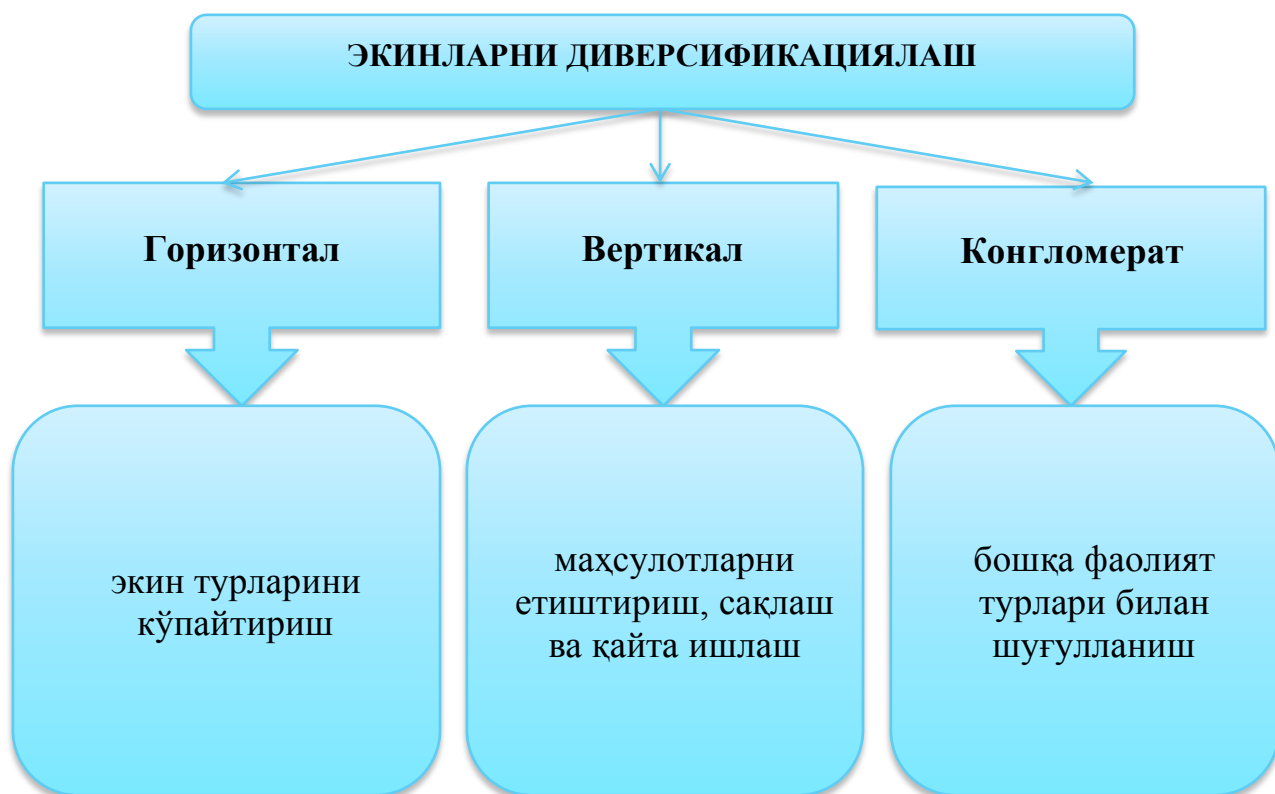 ЭКИНЛАРНИ ДИВЕРСИФИКАЦИЯЛАШ
Горизонтал
Вертикал
Конгломерат
экин турларини
кўпайтириш
маҳсулотларни
етиштириш, сақлаш
ва қайта ишлаш
бошқа фаолият
турлари билан
шуғулланиш